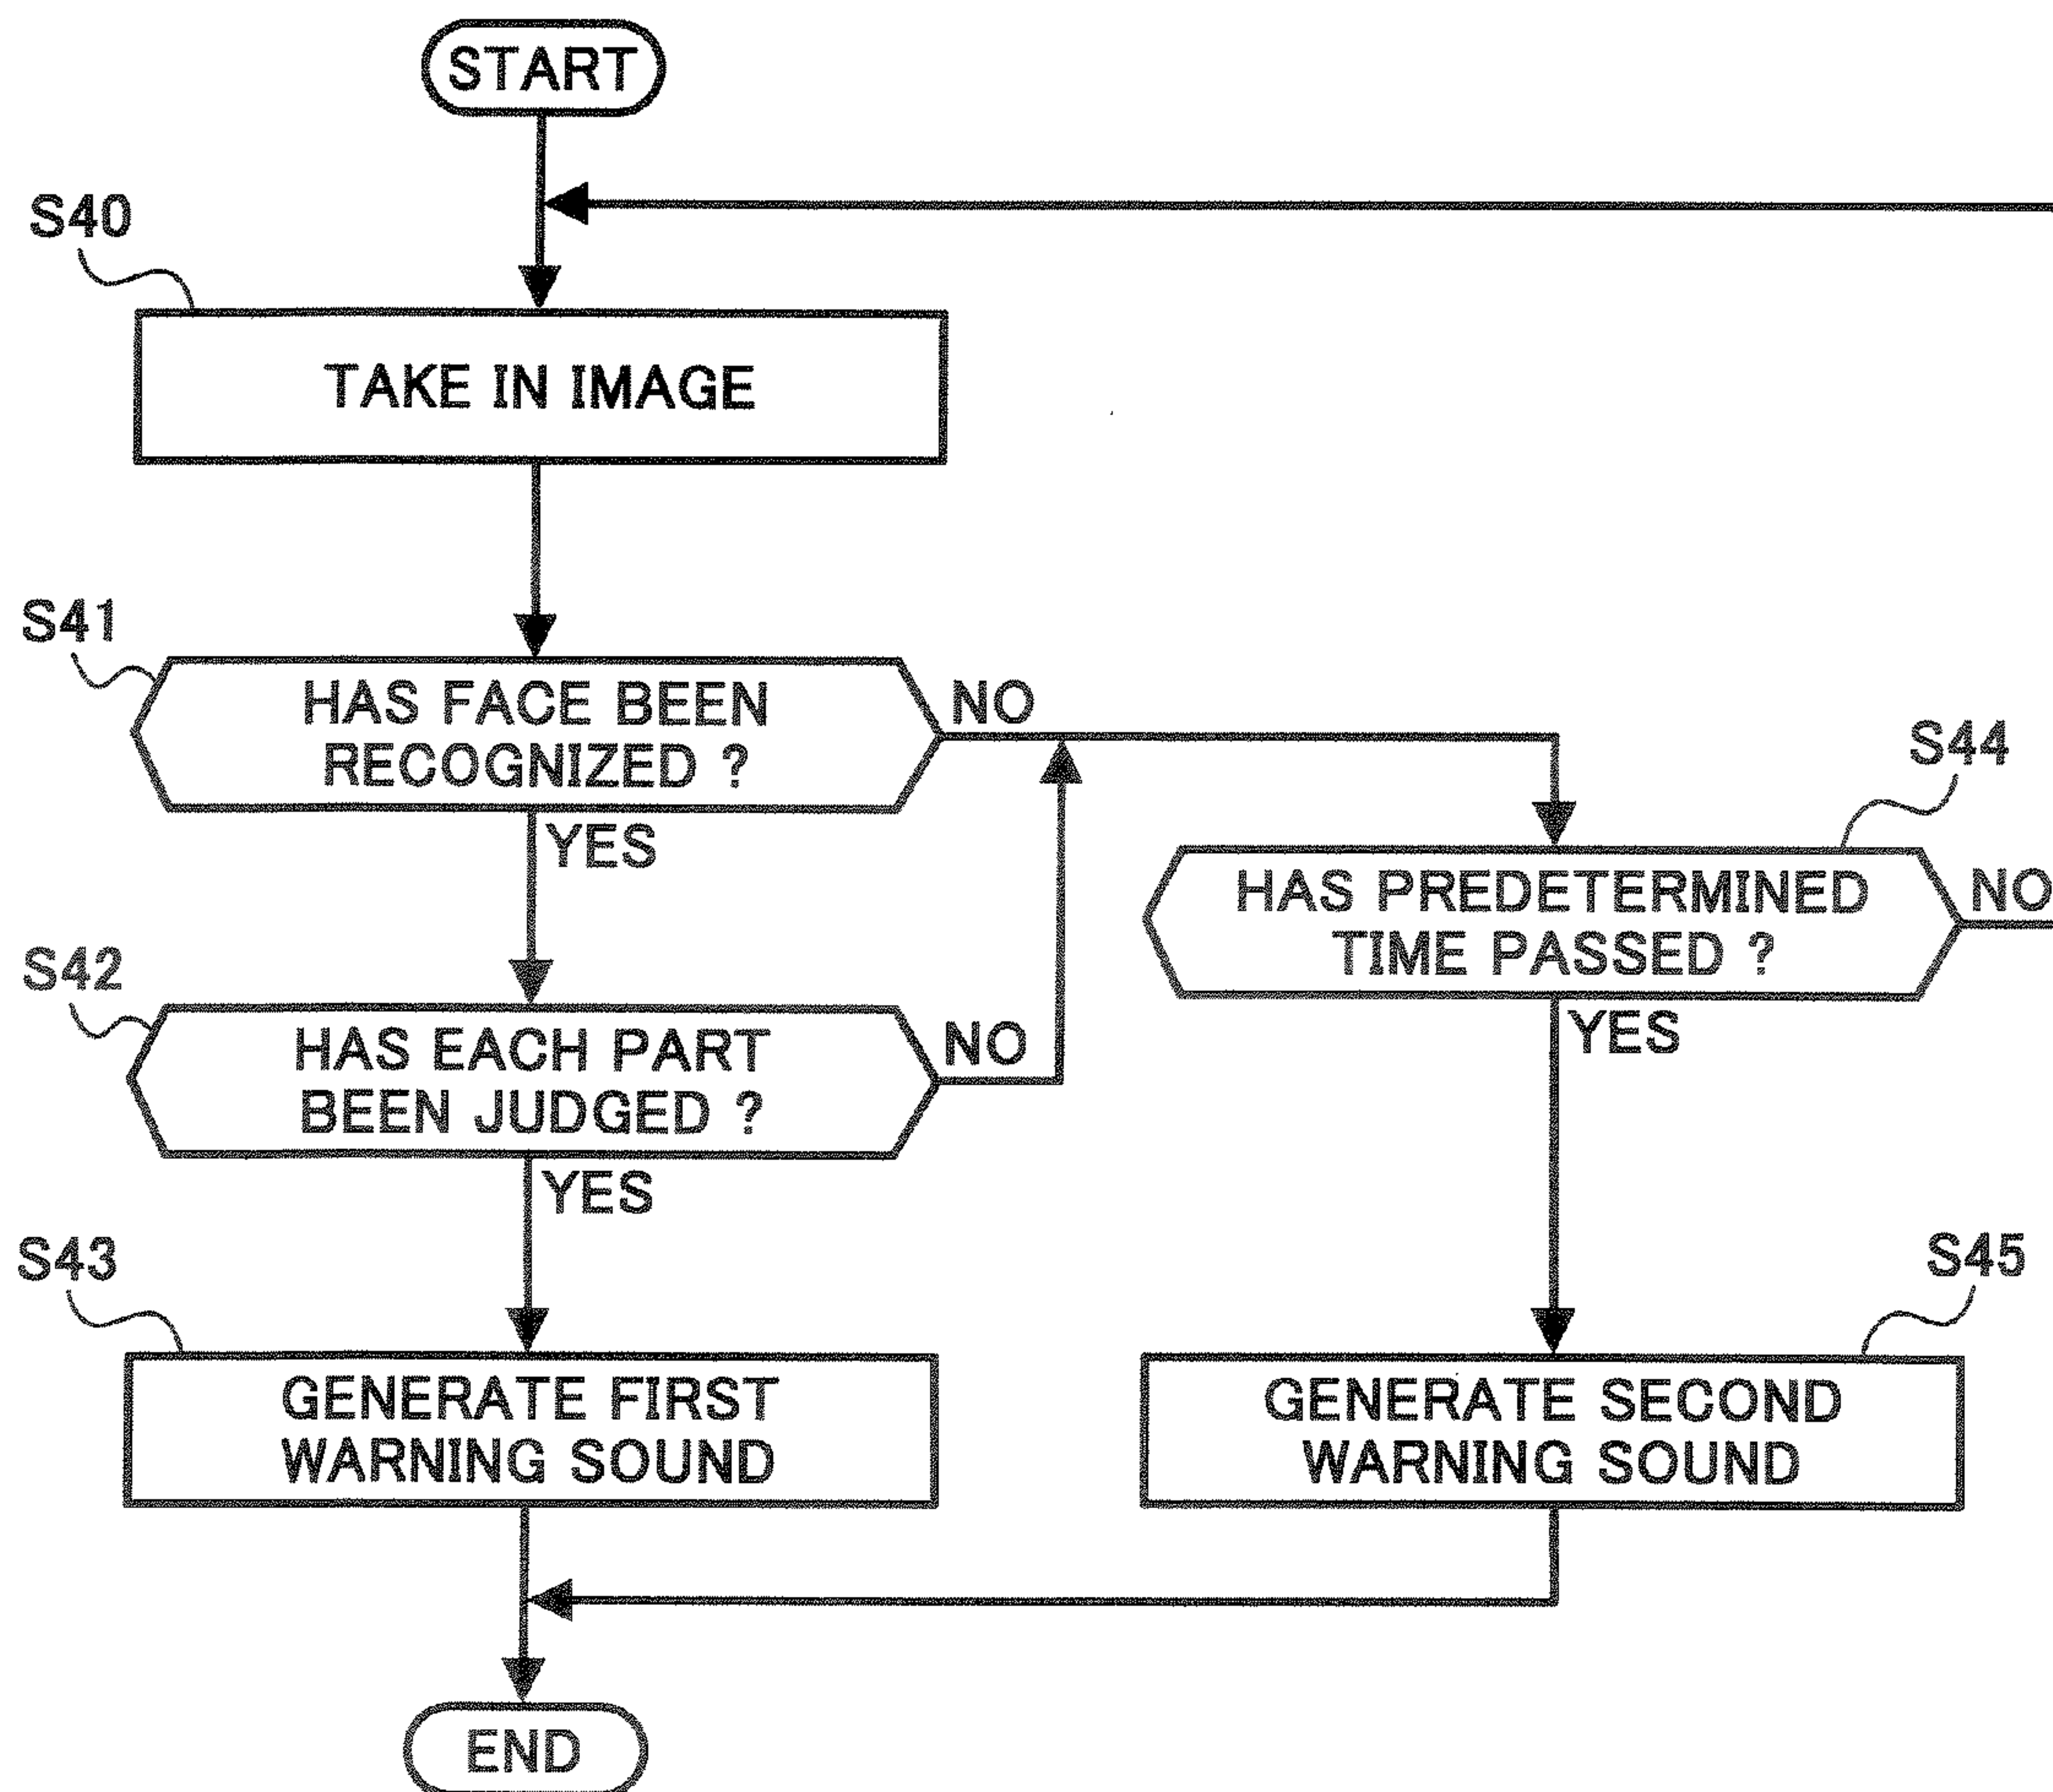 START
S40
TAKE IN IMAGE
S41
HAS FACE BEEN
RECOGNIZED ?
NO
YES
S44
HAS PREDETERMINED
TIME PASSED ?
NO
YES
S42
HAS EACH PART
BEEN JUDGED ?
NO
YES
S43
GENERATE FIRST
WARNING SOUND
S45
GENERATE SECOND
WARNING SOUND
END